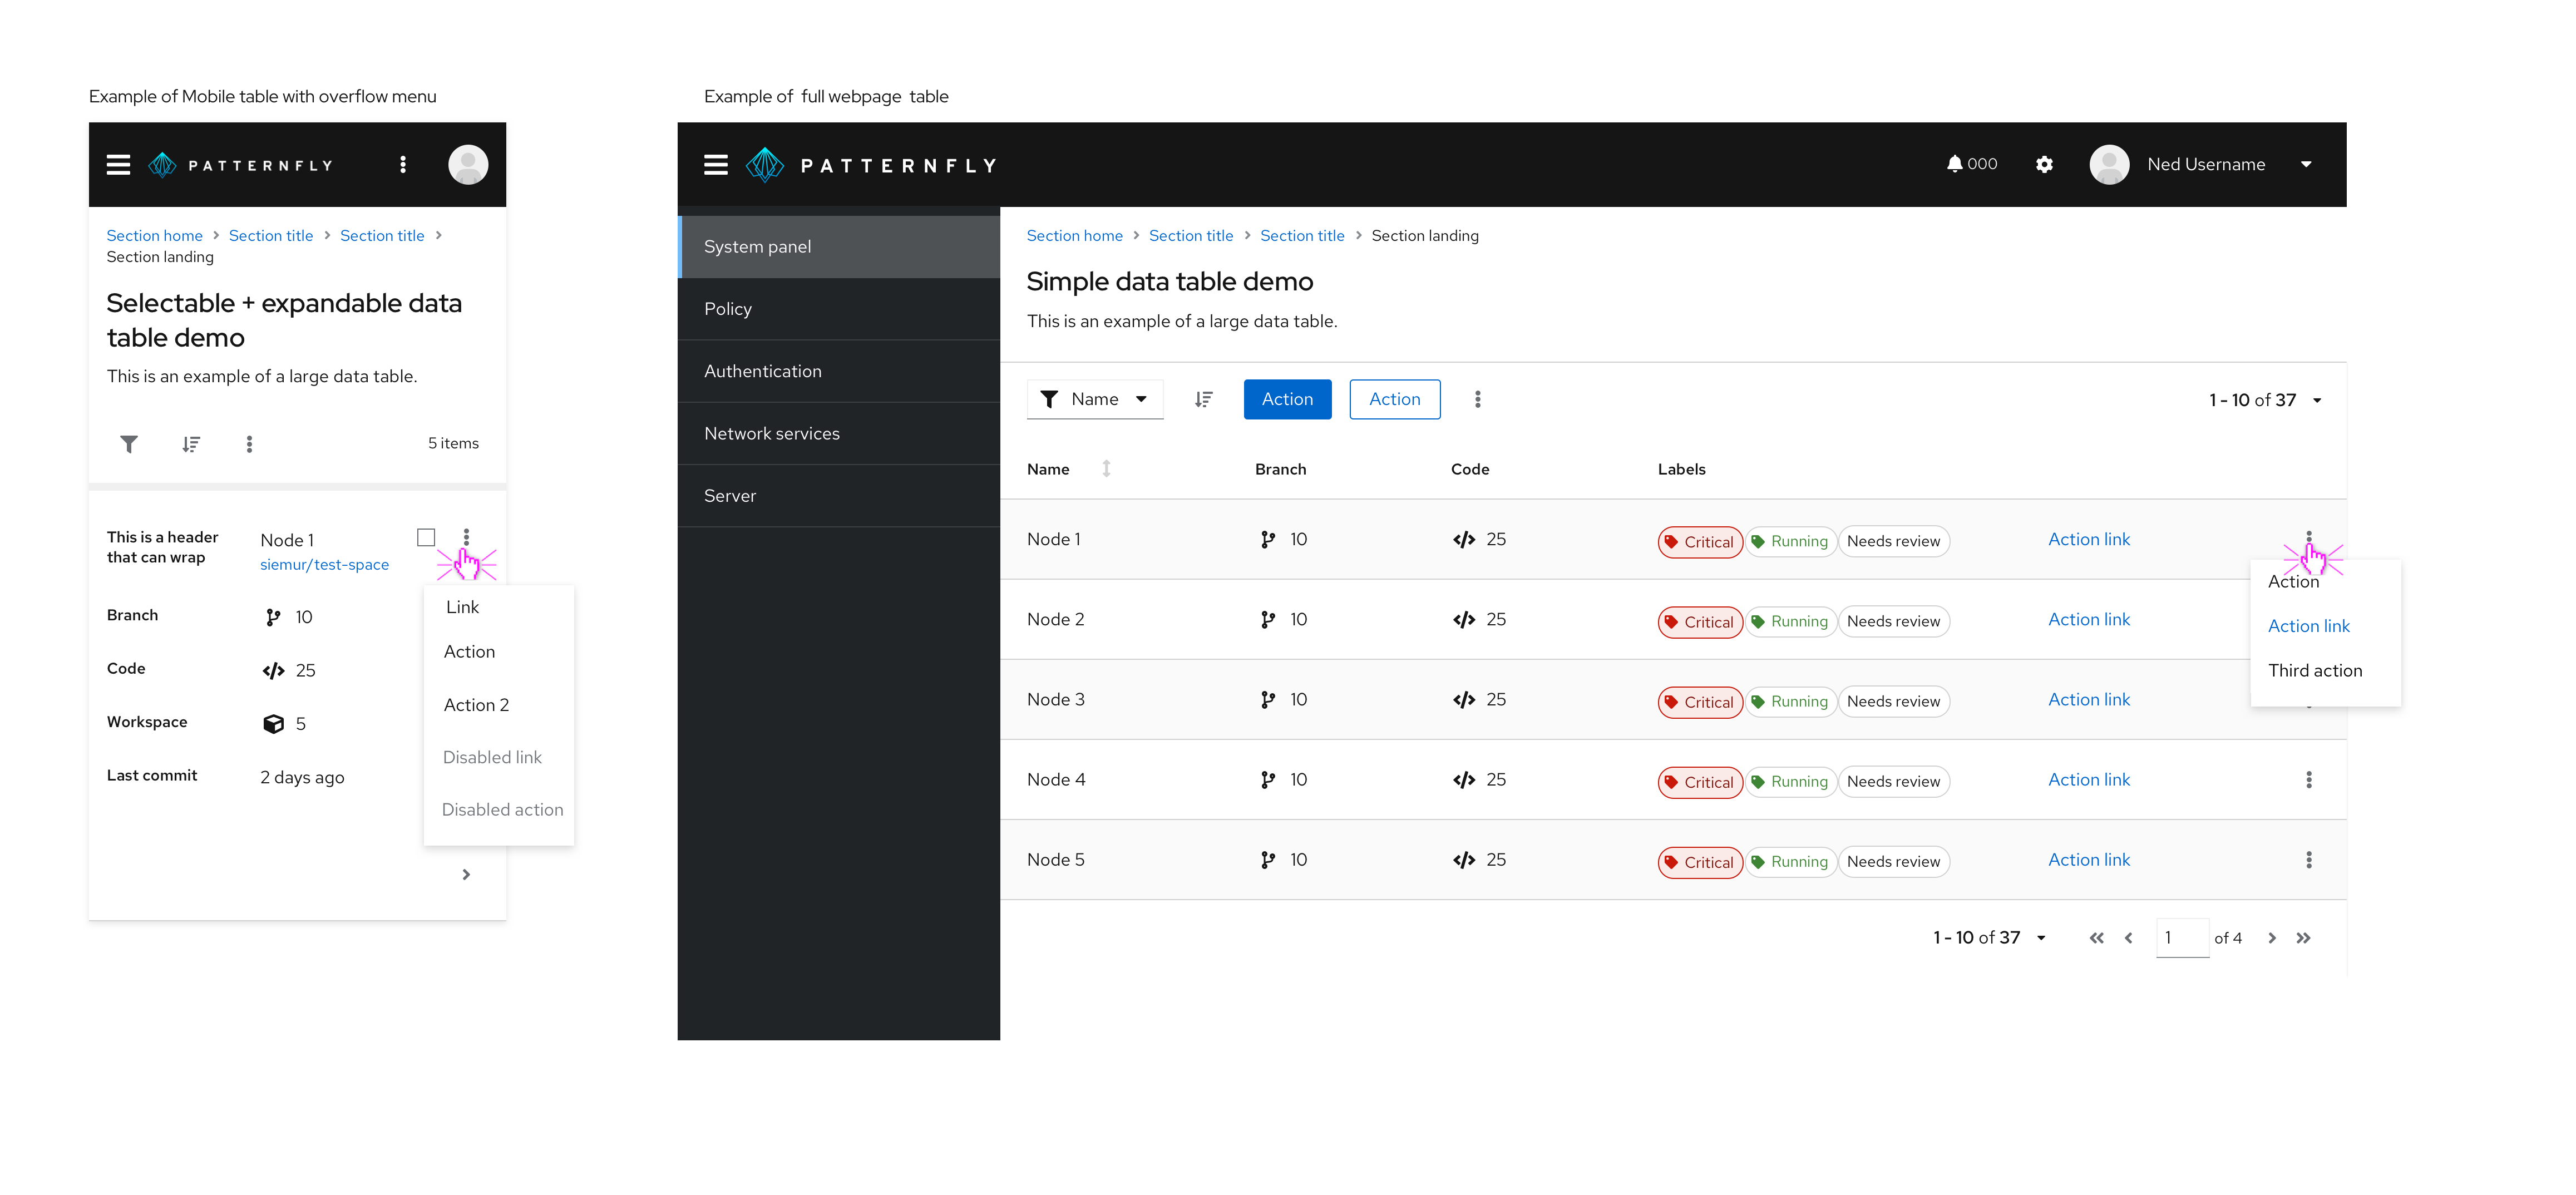 Example of Mobile table with overflow menu
PATTERNFLY
Section home > Section title > Section title >
Section landing
Selectable + expandable data
table demo
This is an example of a large data table.
5 items
This is a header
that can wrap
Node 1
siemur/test-space
Branch 10
Code 25
Workspace 5
Last commit 2 days ago
Link
Action
Action 2
Disabled link
Disabled action
Example of full webpage table
PATTERNFLY 000 Ned Username
System panel
Policy
Authentication
Network services
Server
Section home > Section title > Section title > Section landing
Simple data table demo
This is an example of a large data table.
Name Action Action 1 - 10 of 37
Name Branch Code Labels
Node 1 10 </> 25 Critical Running Needs review Action link
Node 2 10 </> 25 Critical Running Needs review Action link
Node 3 10 </> 25 Critical Running Needs review Action link
Node 4 10 </> 25 Critical Running Needs review Action link
Node 5 10 </> 25 Critical Running Needs review Action link
Action
Action link
Third action
1 - 10 of 37 1 of 4